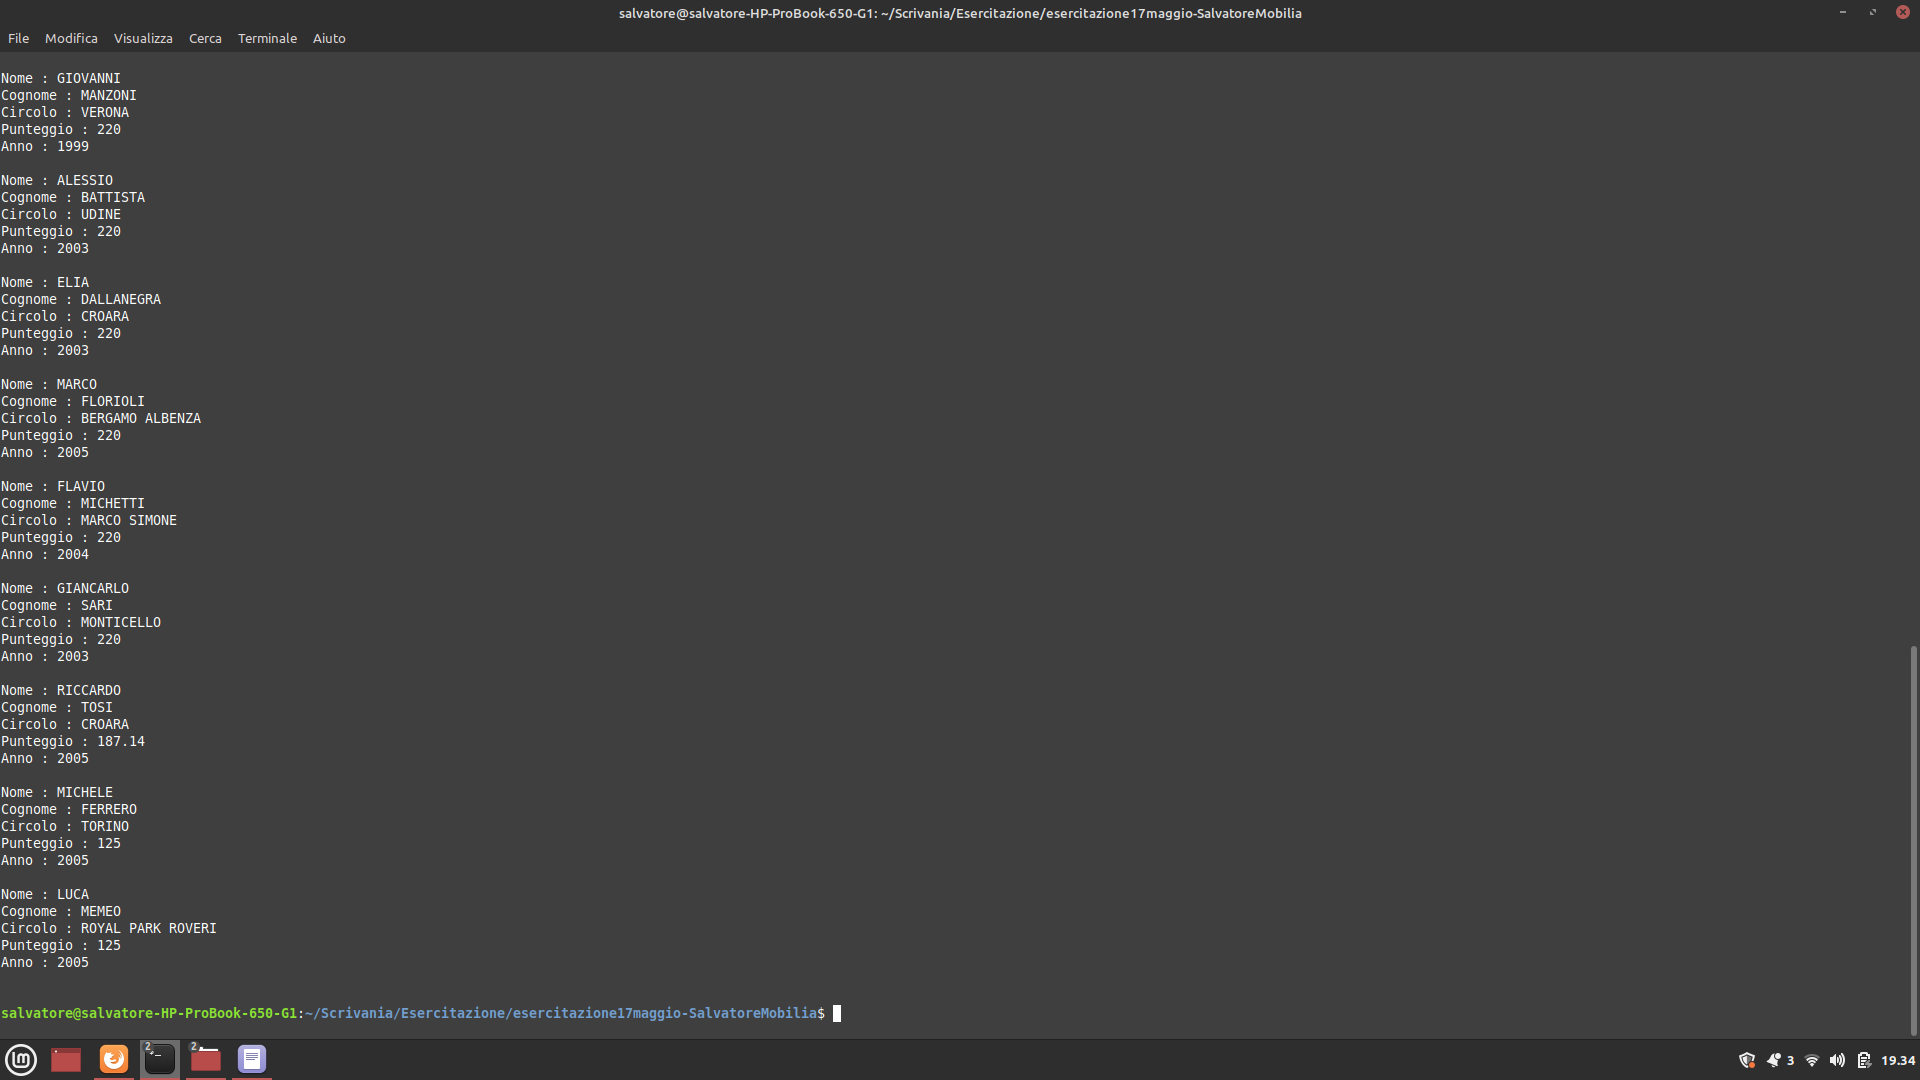 salvatore@salvatore-HP-ProBook-650-G1: ~/Scrivania/Esercitazione/esercitazione17maggio-SalvatoreMobilia
File Modifica Visualizza Cerca Terminale Aiuto
Nome : GIOVANNI
Cognome : MANZONI
Circolo : VERONA
Punteggio : 220
Anno : 1999
Nome : ALESSIO
Cognome : BATTISTA
Circolo : UDINE
Punteggio : 220
Anno : 2003
Nome : ELIA
Cognome : DALLANEGRA
Circolo : CROARA
Punteggio : 220
Anno : 2003
Nome : MARCO
Cognome : FLORIOLI
Circolo : BERGAMO ALBENZA
Punteggio : 220
Anno : 2005
Nome : FLAVIO
Cognome : MICHETTI
Circolo : MARCO SIMONE
Punteggio : 220
Anno : 2004
Nome : GIANCARLO
Cognome : SARI
Circolo : MONTICELLO
Punteggio : 220
Anno : 2003
Nome : RICCARDO
Cognome : TOSI
Circolo : CROARA
Punteggio : 187.14
Anno : 2005
Nome : MICHELE
Cognome : FERRERO
Circolo : TORINO
Punteggio : 125
Anno : 2005
Nome : LUCA
Cognome : MEMEO
Circolo : ROYAL PARK ROVERI
Punteggio : 125
Anno : 2005
salvatore@salvatore-HP-ProBook-650-G1:~/Scrivania/Esercitazione/esercitazione17maggio-SalvatoreMobilia$
2 2 3 19.34